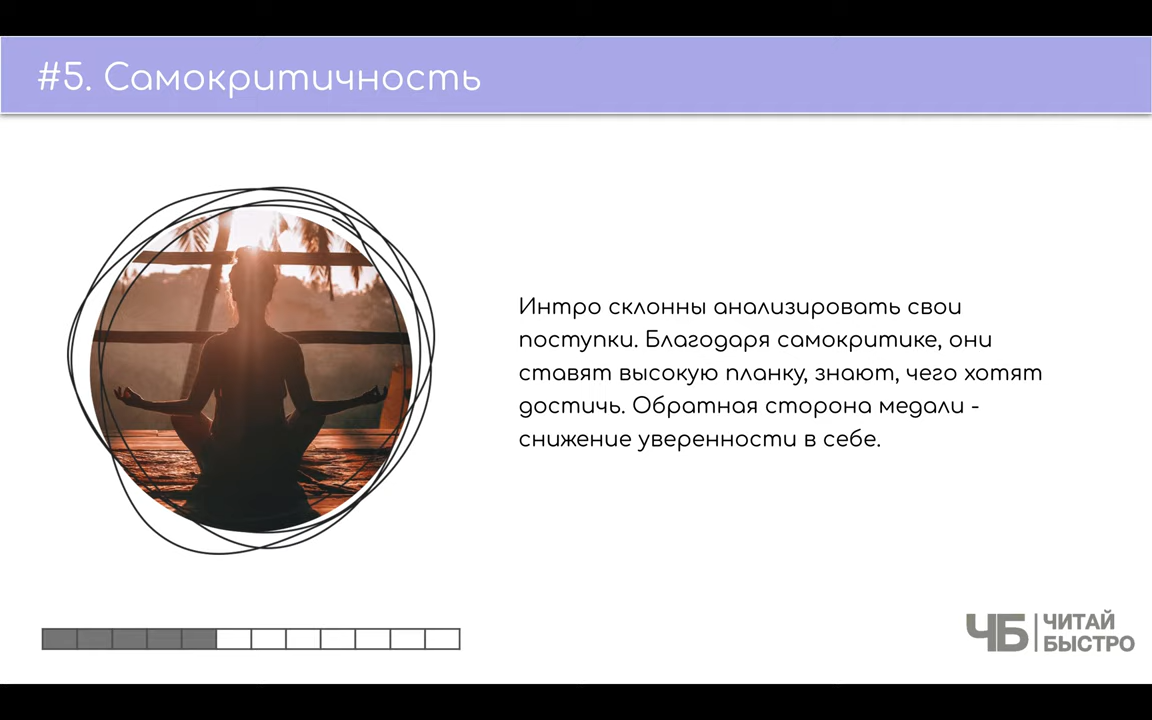 #5. Самокритичность
Интро склонны анализировать свои
поступки. Благодаря самокритике, они
ставят высокую планку, знают, чего хотят
достичь. Обратная сторона медали -
снижение уверенности в себе.
ЧБ
ЧИТАЙ
БЫСТРО